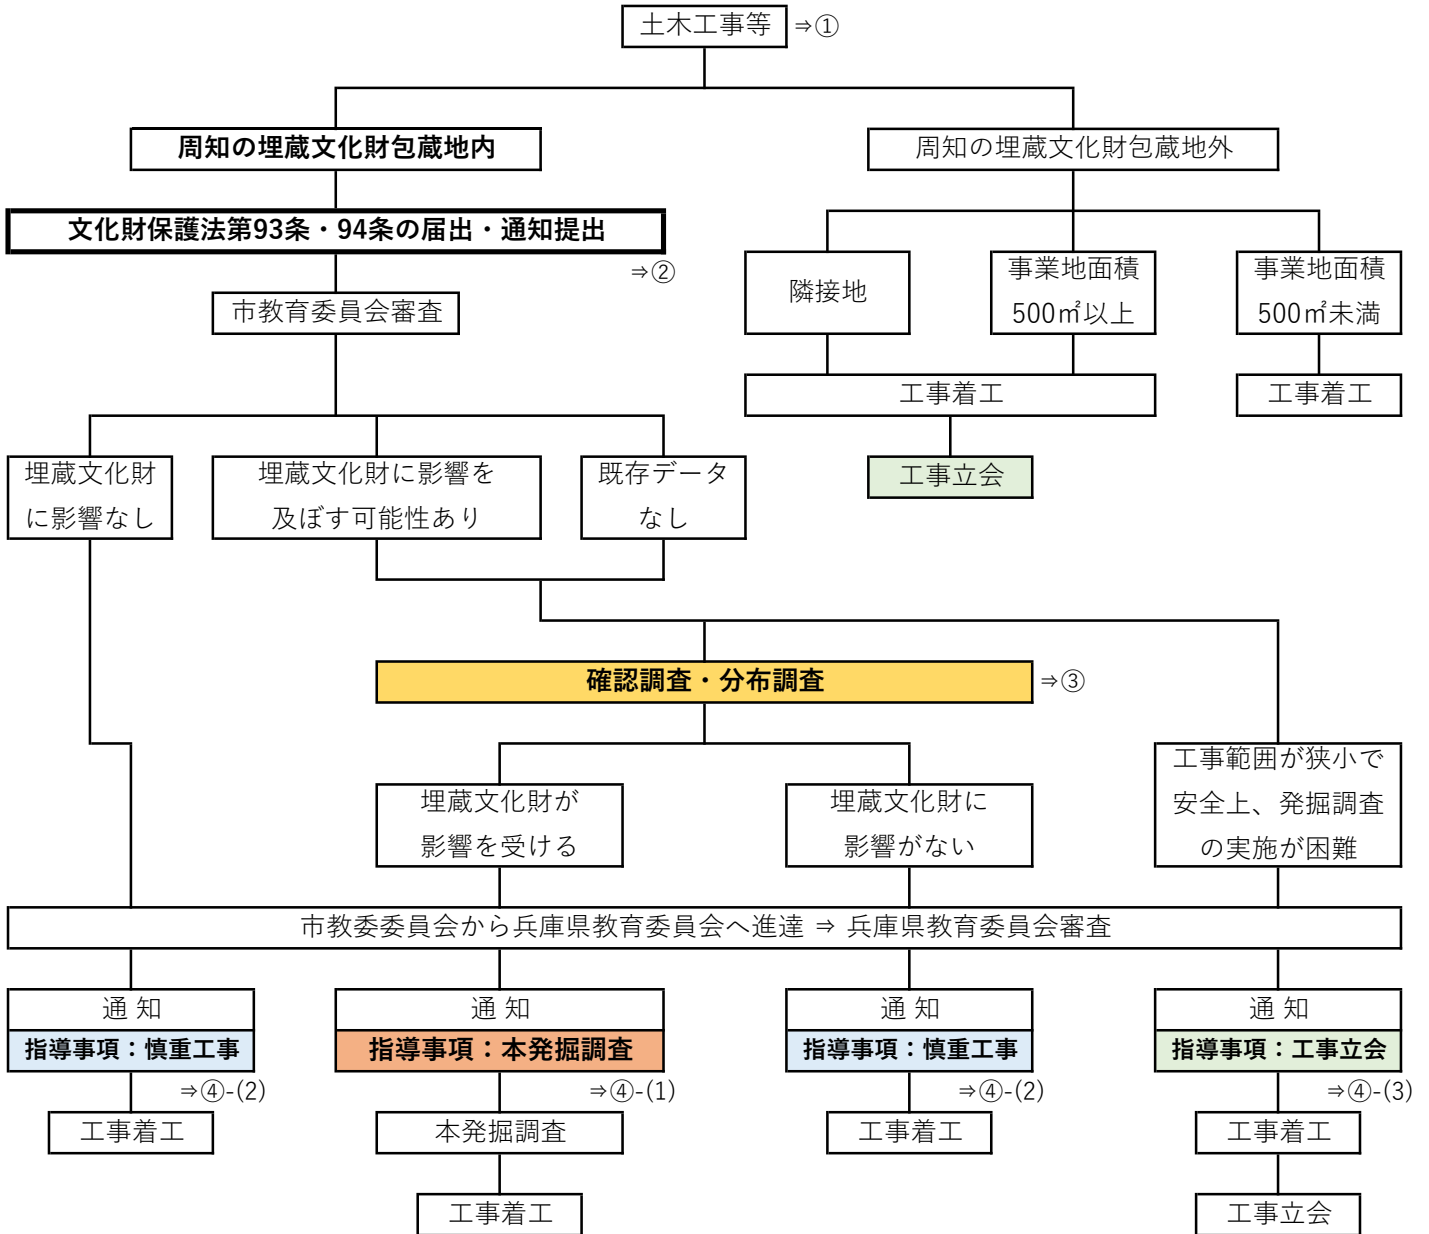 土木工事等 ⇒①
周知の埋蔵文化財包蔵地内
周知の埋蔵文化財包蔵地外
文化財保護法第93条・94条の届出・通知提出
⇒②
市教育委員会審査
隣接地
事業地面積
500㎡以上
事業地面積
500㎡未満
工事着工
工事着工
工事立会
埋蔵文化財
に影響なし
埋蔵文化財に影響を
及ぼす可能性あり
既存データ
なし
確認調査・分布調査 ⇒③
埋蔵文化財が
影響を受ける
埋蔵文化財に
影響がない
工事範囲が狭小で
安全上、発掘調査
の実施が困難
市教委委員会から兵庫県教育委員会へ進達 ⇒ 兵庫県教育委員会審査
通 知
指導事項：慎重工事
⇒④-(2)
工事着工
通 知
指導事項：本発掘調査
⇒④-(1)
本発掘調査
工事着工
通 知
指導事項：慎重工事
⇒④-(2)
工事着工
通 知
指導事項：工事立会
⇒④-(3)
工事着工
工事立会